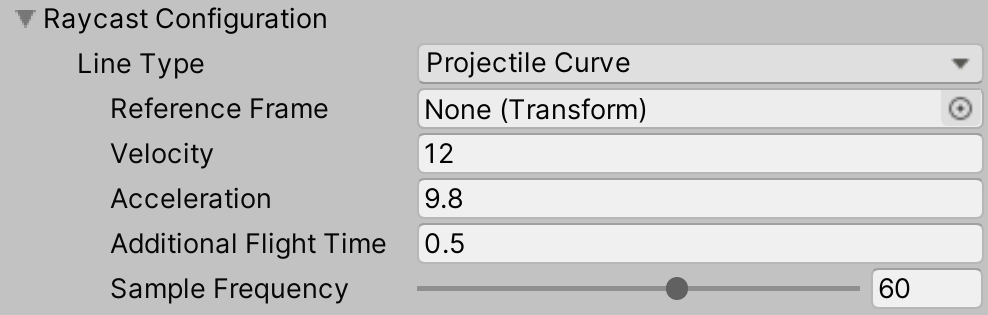 Raycast Configuration
Line Type Projectile Curve
Reference Frame None (Transform)
Velocity 12
Acceleration 9.8
Additional Flight Time 0.5
Sample Frequency 60